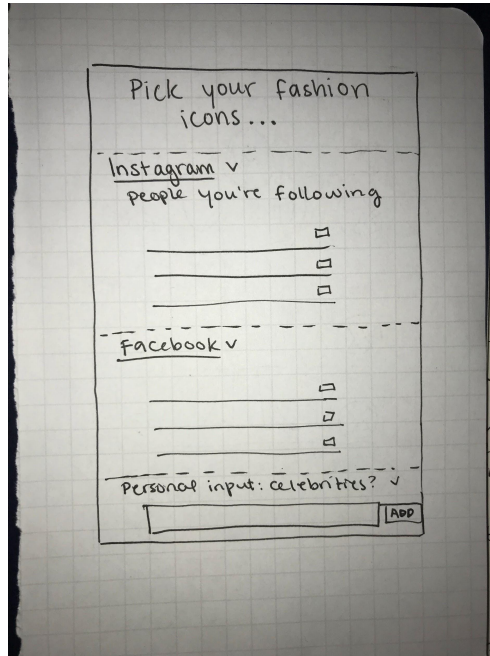 Pick your fashion
icons...
Instagram v
people you're following
Facebook v
Personal input: celebrities? v
ADD